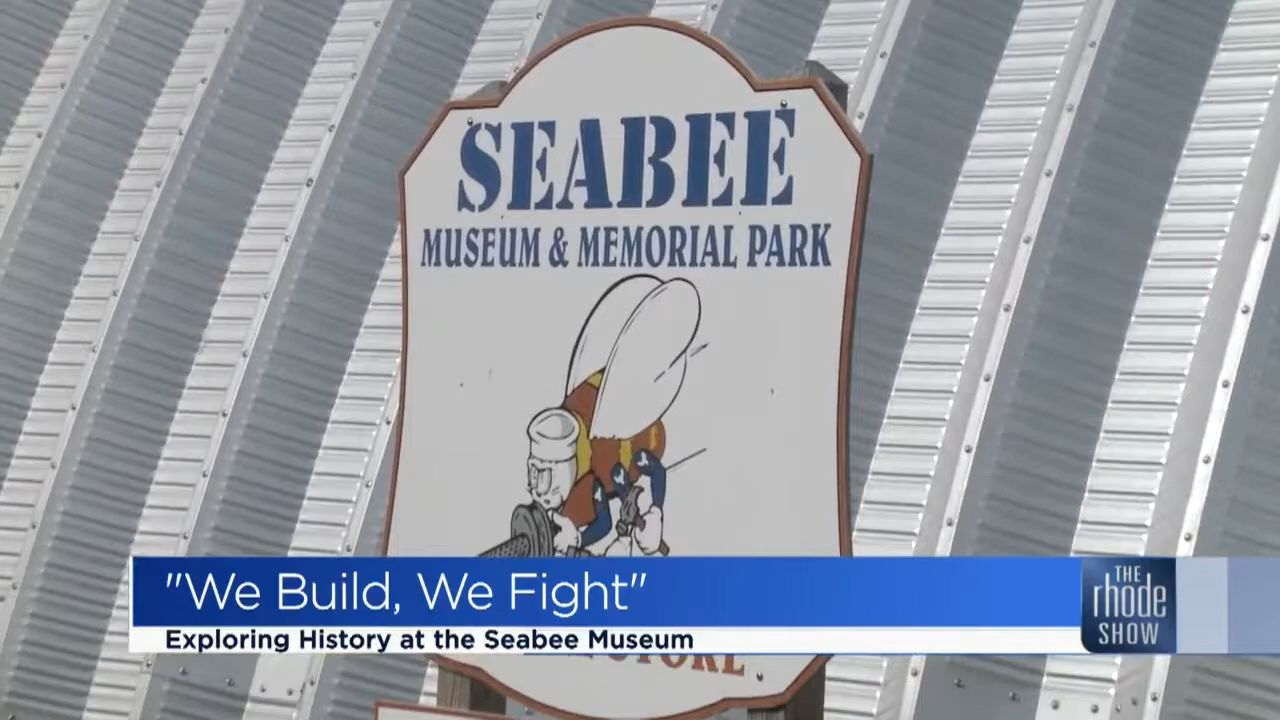 SEABEE
MUSEUM & MEMORIAL PARK
"We Build, We Fight"
Exploring History at the Seabee Museum
THE
rhode
SHOW